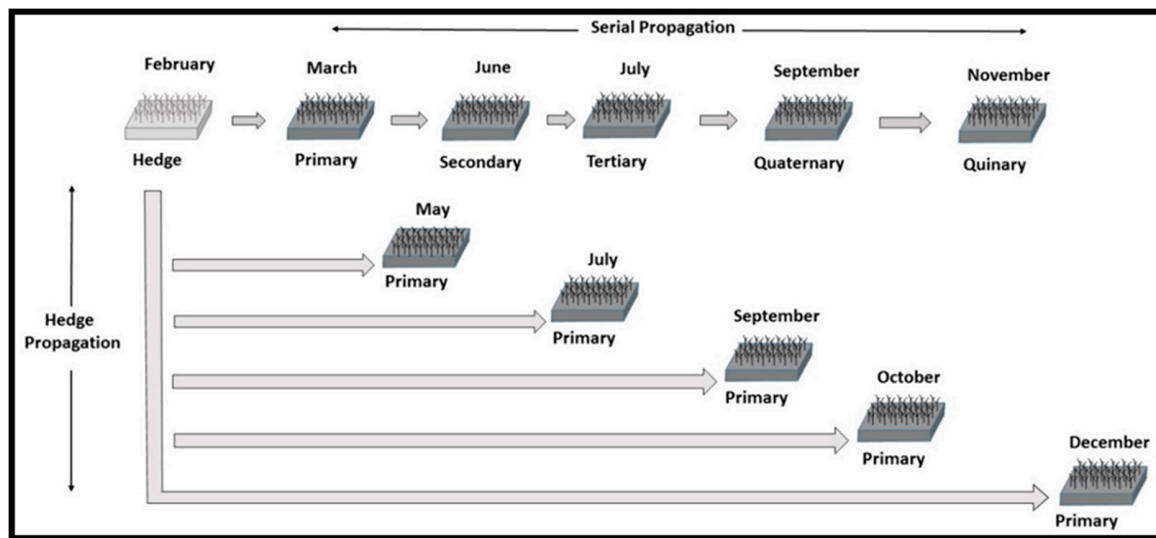 Serial Propagation
February
March
June
July
September
November
Hedge
Primary
Secondary
Tertiary
Quaternary
Quinary
May
Primary
July
Primary
Hedge
Propagation
September
Primary
October
Primary
December
Primary